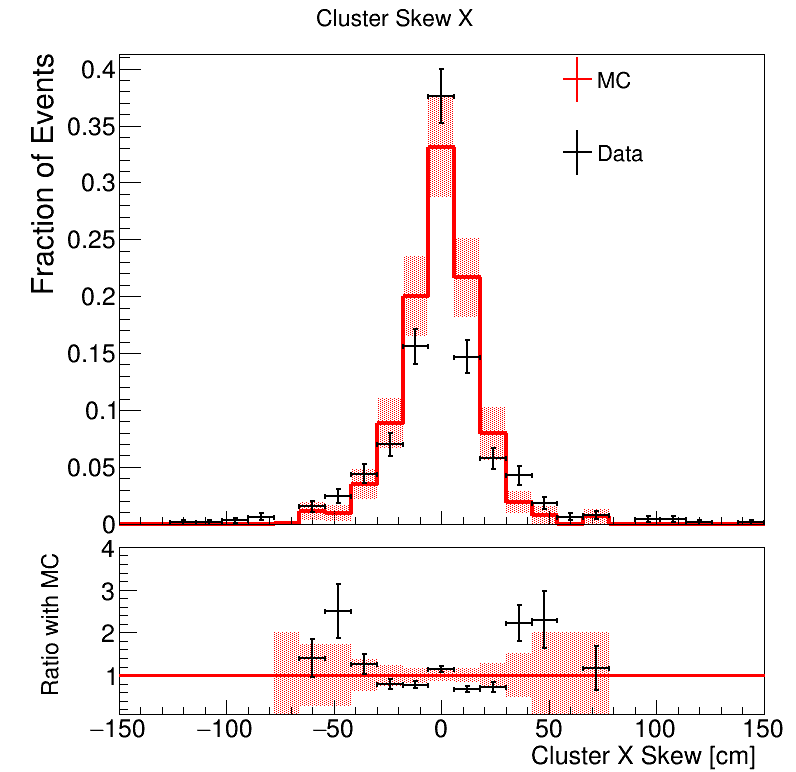 Cluster Skew X
Fraction of Events
0.4
0.35
0.3
0.25
0.2
0.15
0.1
0.05
0
MC
Data
Ratio with MC
4
3
2
1
−150 −100 −50 0 50 100 150
Cluster X Skew [cm]